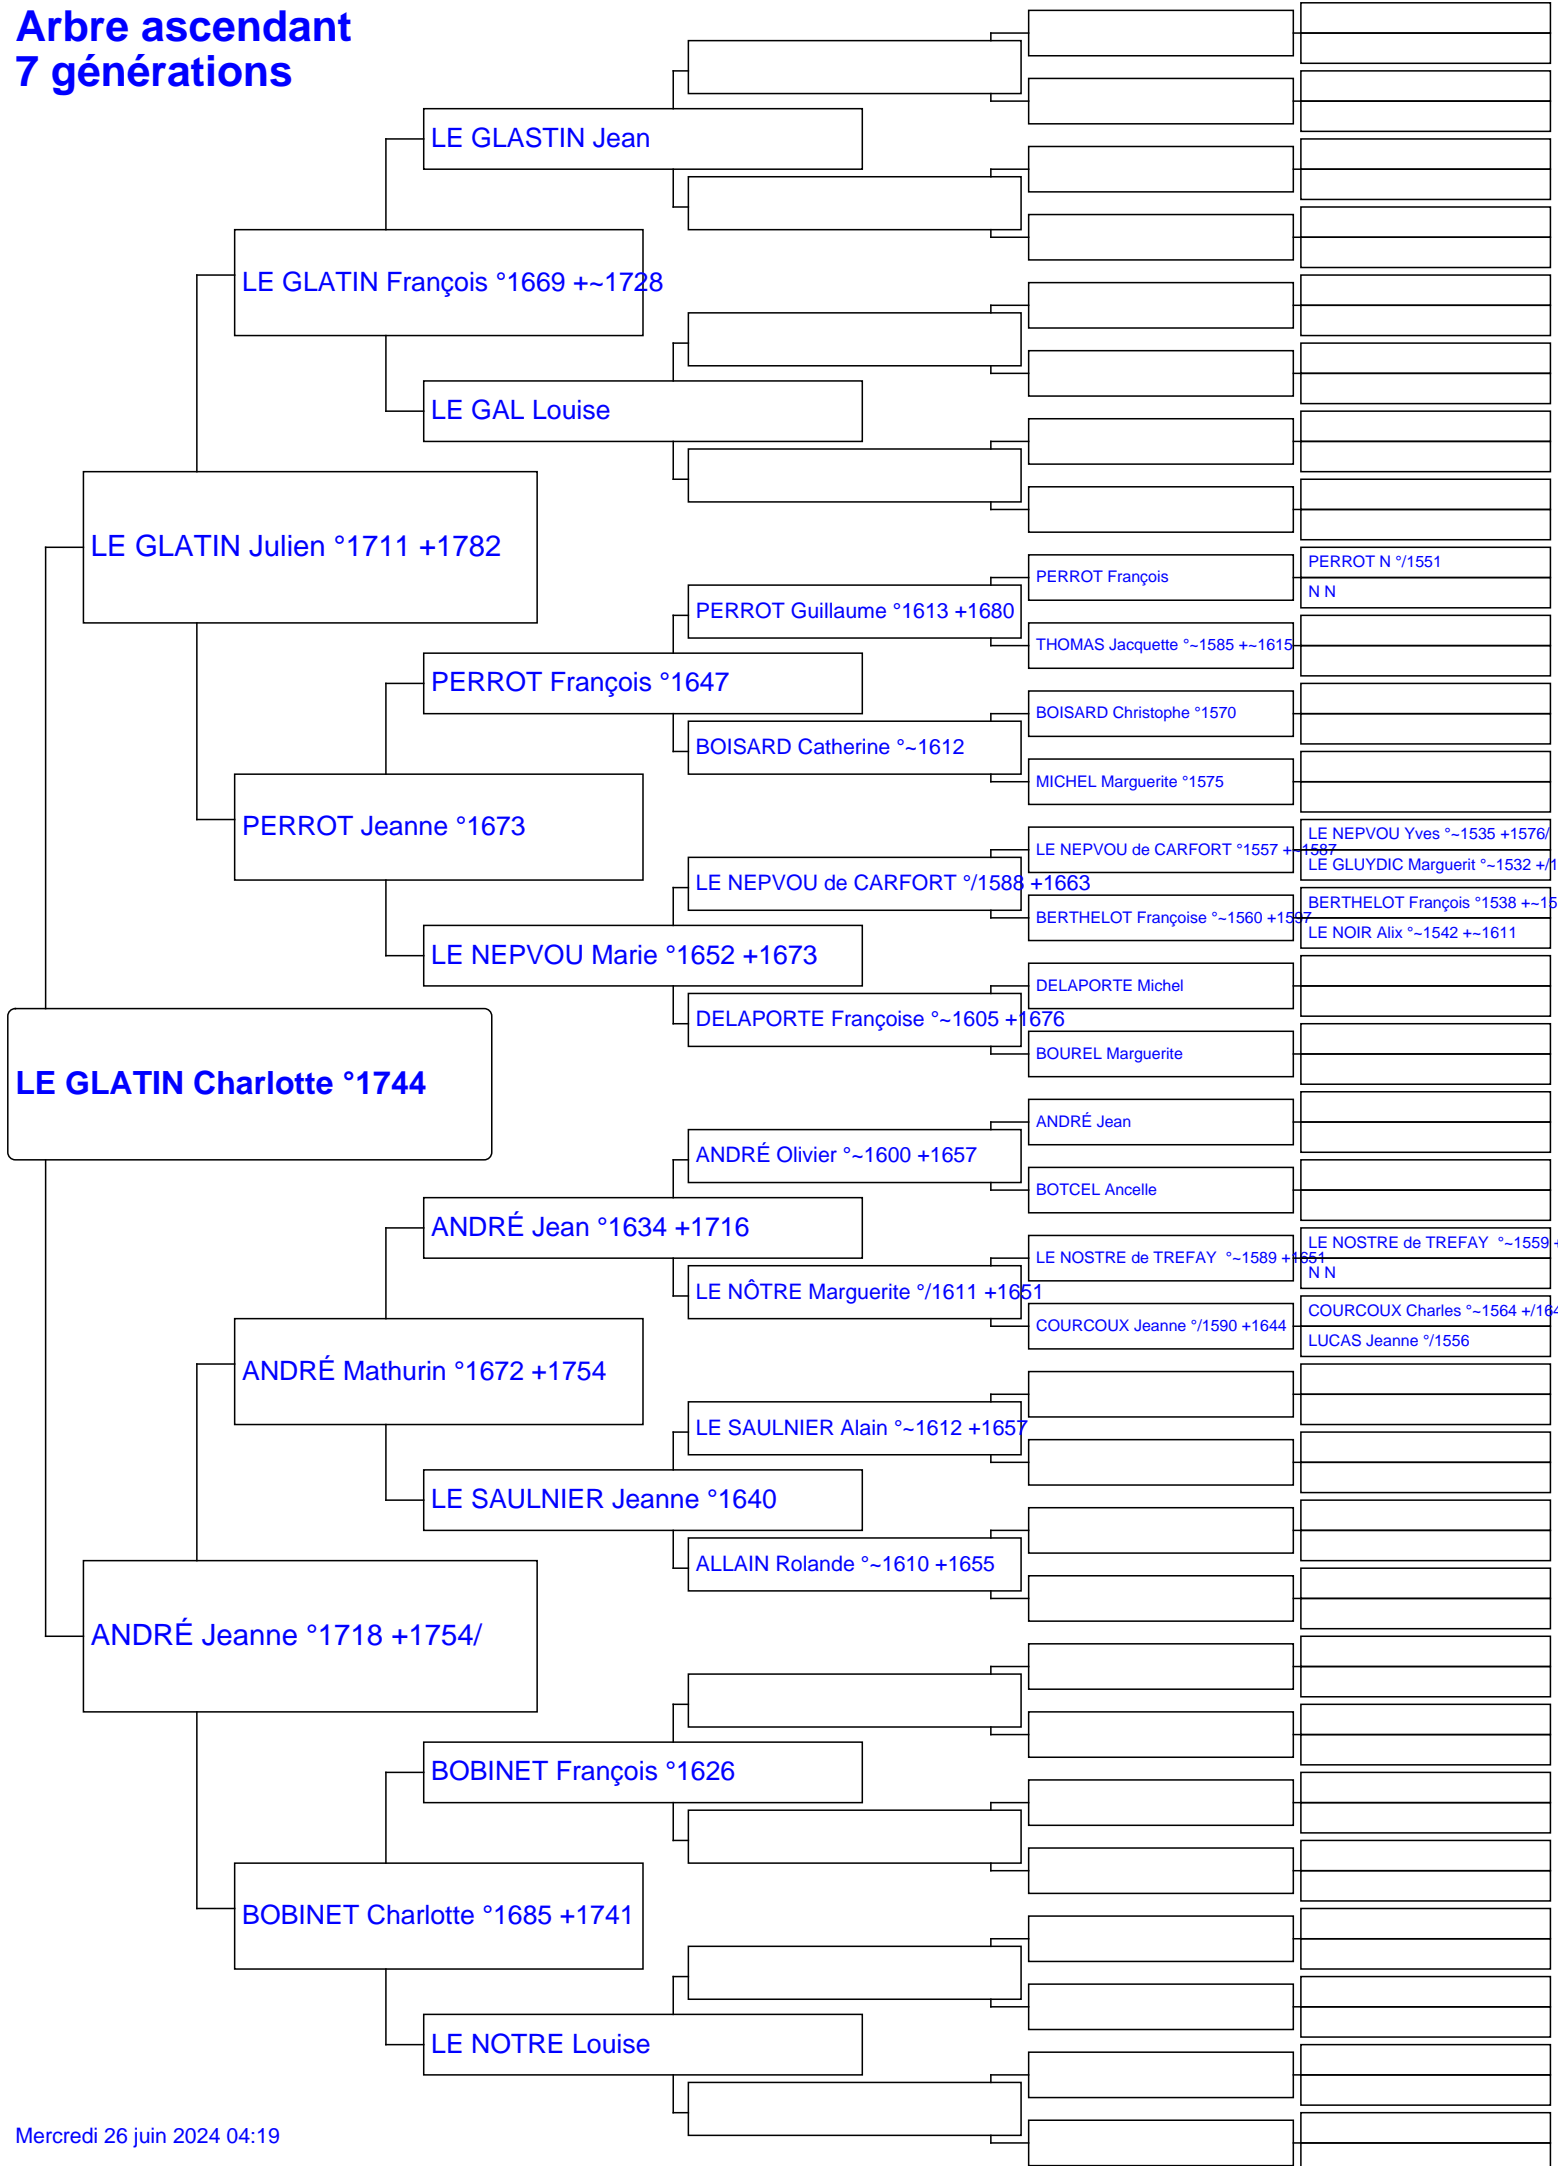 Arbre ascendant
7 générations
LE GLASTIN Jean
LE GLATIN François °1669 +~1728
LE GAL Louise
LE GLATIN Julien °1711 +1782
PERROT N °/1551
PERROT François
N N
PERROT Guillaume °1613 +1680
THOMAS Jacquette °~1585 +~1615
PERROT François °1647
BOISARD Christophe °1570
BOISARD Catherine °~1612
MICHEL Marguerite °1575
PERROT Jeanne °1673
LE NEPVOU Yves °~1535 +1576/
LE NEPVOU de CARFORT °1557 +~1587
LE GLUYDIC Marguerit °~1532 +/1
LE NEPVOU de CARFORT °/1588 +1663
BERTHELOT François °1538 +~15
BERTHELOT Françoise °~1560 +1597
LE NOIR Alix °~1542 +~1611
LE NEPVOU Marie °1652 +1673
DELAPORTE Michel
DELAPORTE Françoise °~1605 +1676
BOUREL Marguerite
LE GLATIN Charlotte °1744
ANDRÉ Jean
ANDRÉ Olivier °~1600 +1657
BOTCEL Ancelle
ANDRÉ Jean °1634 +1716
LE NOSTRE de TREFAY °~1559 +
LE NOSTRE de TREFAY °~1589 +1651
N N
LE NÔTRE Marguerite °/1611 +1651
COURCOUX Charles °~1564 +/164
COURCOUX Jeanne °/1590 +1644
LUCAS Jeanne °/1556
ANDRÉ Mathurin °1672 +1754
LE SAULNIER Alain °~1612 +1657
LE SAULNIER Jeanne °1640
ALLAIN Rolande °~1610 +1655
ANDRÉ Jeanne °1718 +1754/
BOBINET François °1626
BOBINET Charlotte °1685 +1741
LE NOTRE Louise
Mercredi 26 juin 2024 04:19